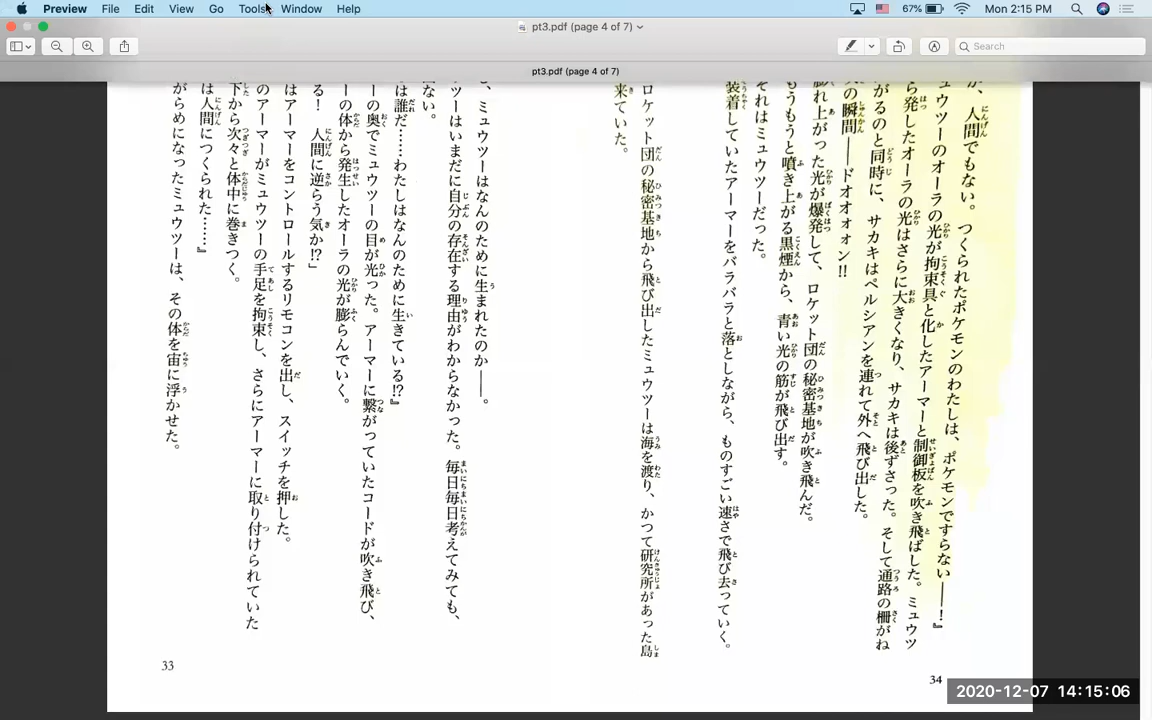 Preview File Edit View Go Tools Window Help 67% Mon 2:15 PM
pt3.pdf (page 4 of 7)
Search
pt3.pdf (page 4 of 7)
、人間でもない。つくられたポケモンのわたしは、ポケモンですらない――！』
ュウツーのオーラの光が拘束具と化したアーマーと制御板を吹き飛ばした。ミュウツ
ら発したオーラの光はさらに大きくなり、サカキは後ずさった。そして通路の柵がね
がるのと同時に、サカキはペルシアンを連れて外へ飛び出した。
の瞬間――ドオオオォン!!
れ上がった光が爆発して、ロケット団の秘密基地が吹き飛んだ。
もうもうと噴き上がる黒煙から、青い光の筋が飛び出す。
それはミュウツーだった。
装着していたアーマーをバラバラと落としながら、ものすごい速さで飛び去っていく。
ロケット団の秘密基地から飛び出したミュウツーは海を渡り、かつて研究所があった島
来ていた。
34
、ミュウツーはなんのために生まれたのか――。
ツーはいまだに自分の存在する理由がわからなかった。毎日毎日考えてみても、
ない。
は誰だ……わたしはなんのために生きている!?』
ーの奥でミュウツーの目が光った。アーマーに繋がっていたコードが吹き飛び、
ーの体から発生したオーラの光が膨らんでいく。
る！　人間に逆らう気か!?」
はアーマーをコントロールするリモコンを出し、スイッチを押した。
のアーマーがミュウツーの手足を拘束し、さらにアーマーに取り付けられていた
下から次々と体中に巻きつく。
は人間につくられた……』
がらめになったミュウツーは、その体を宙に浮かせた。
33
2020-12-07 14:15:06